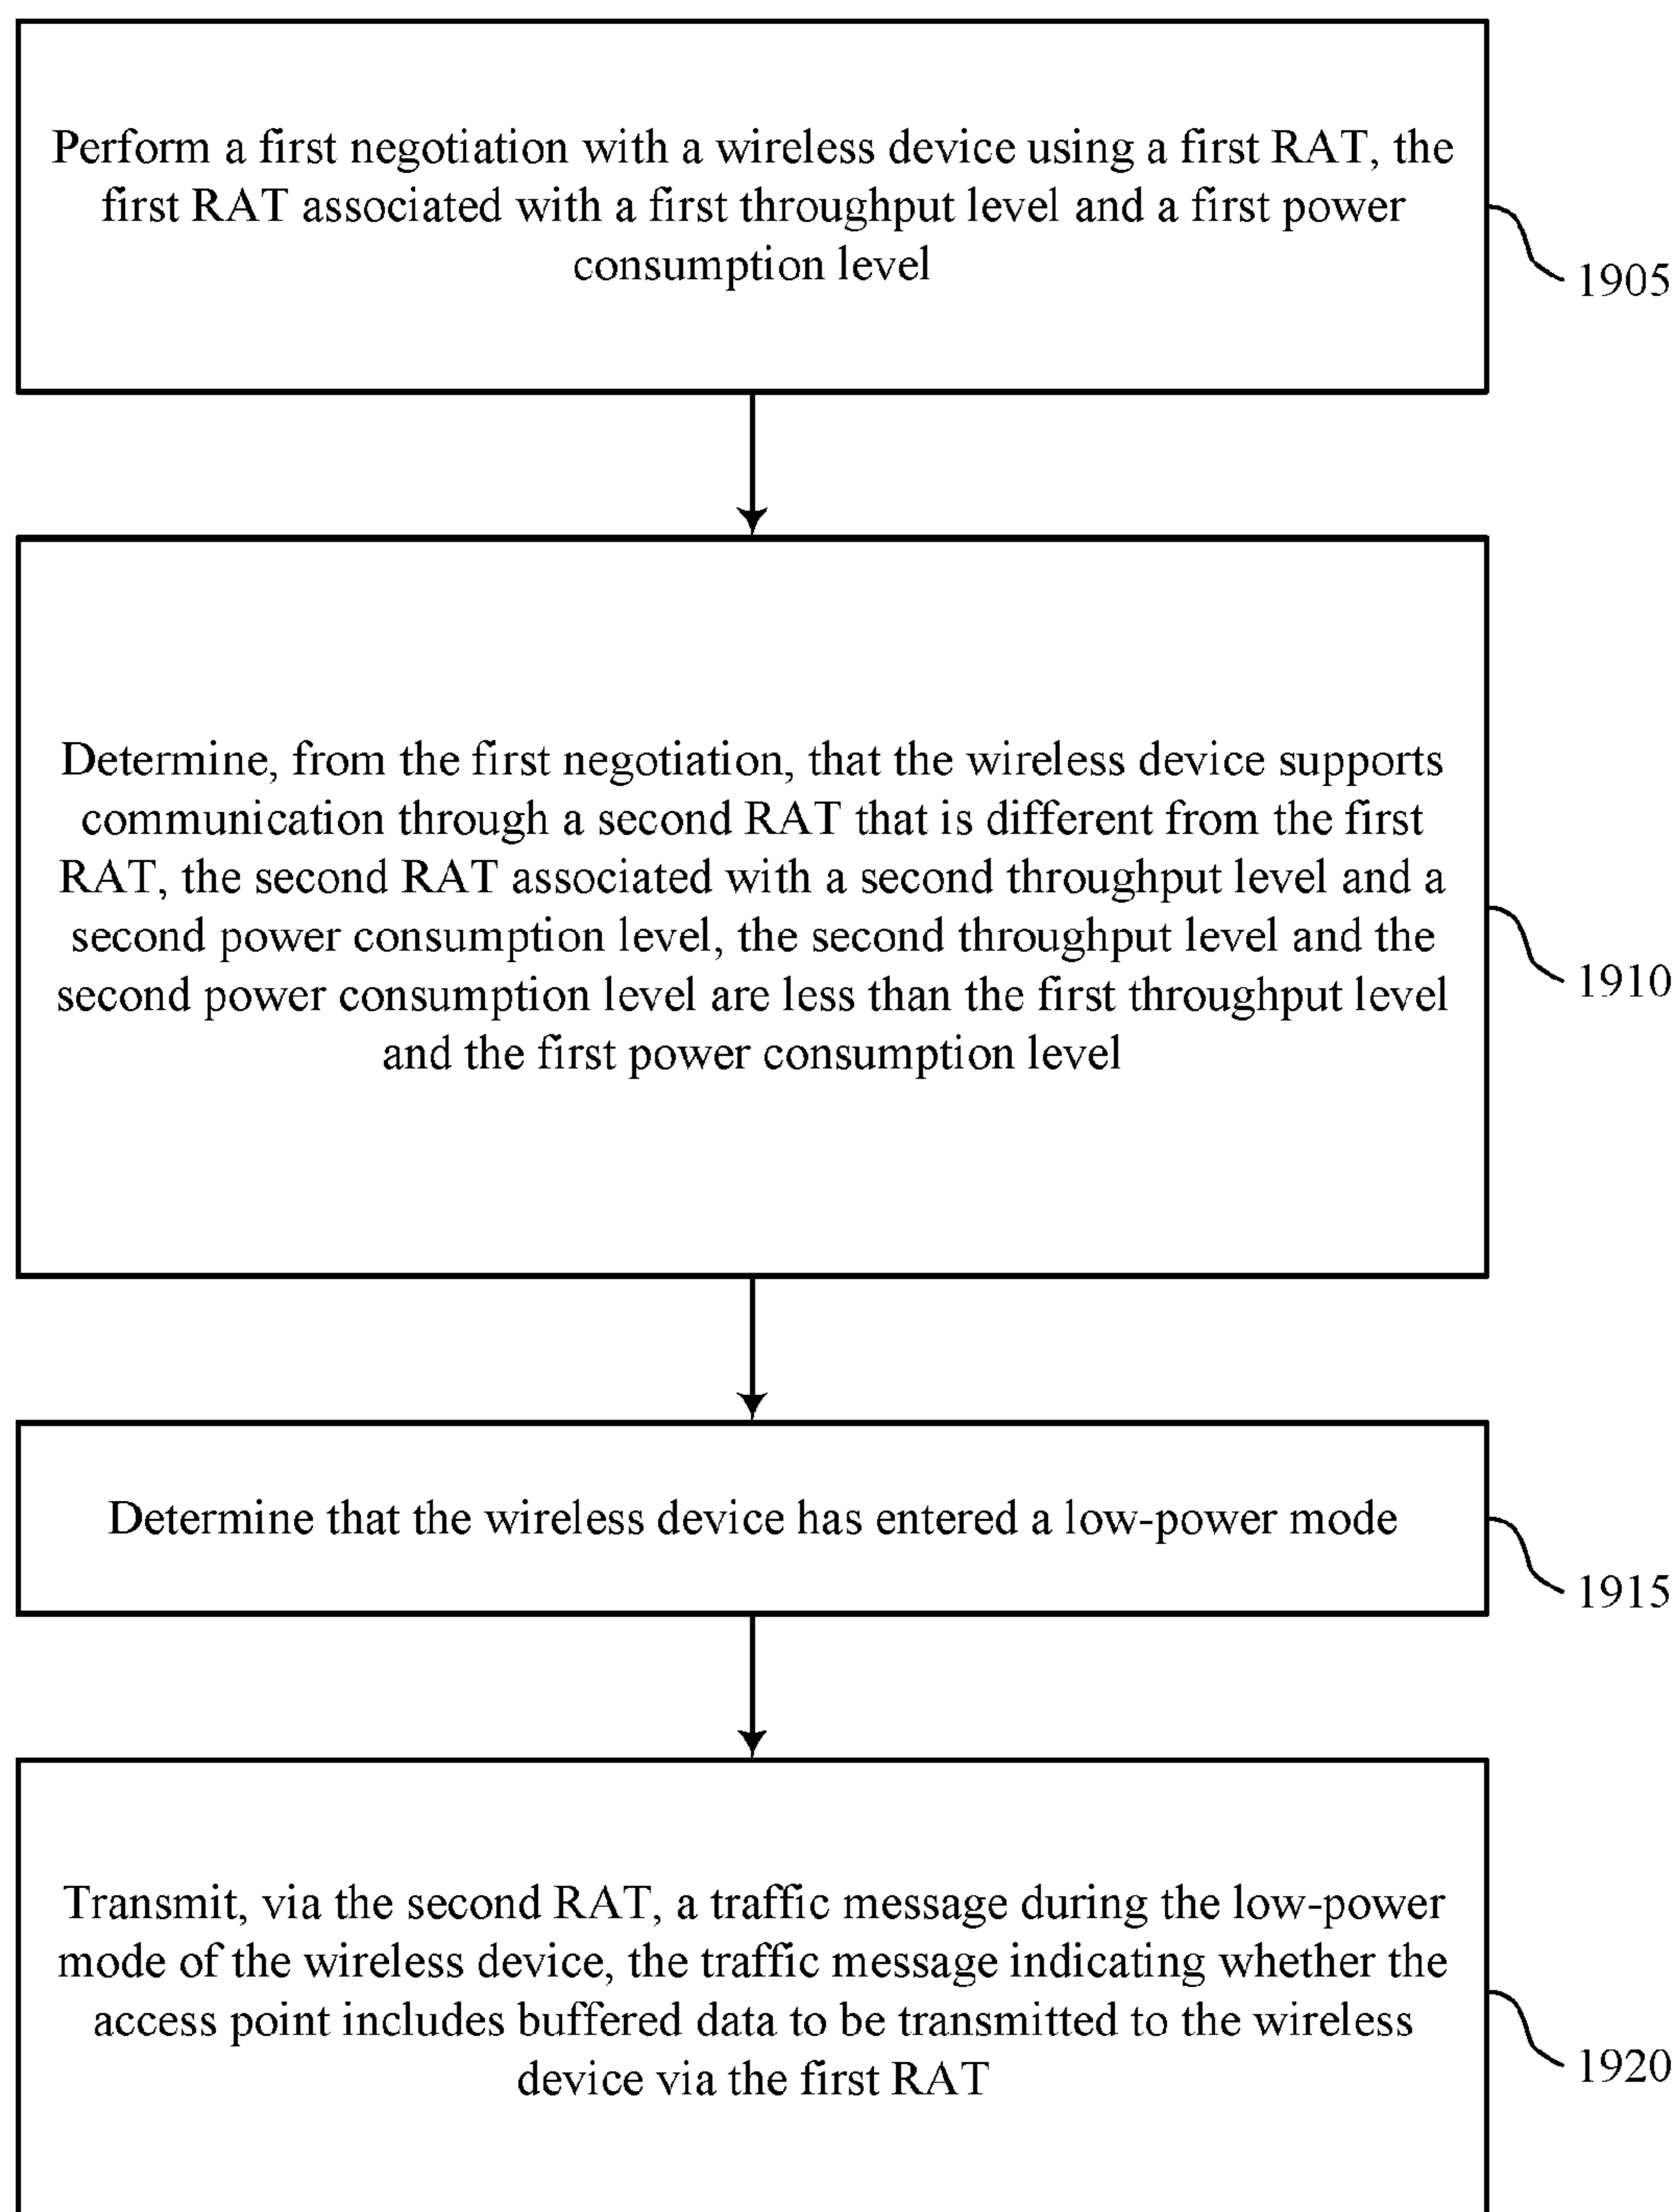 Perform a first negotiation with a wireless device using a first RAT, the
first RAT associated with a first throughput level and a first power
consumption level
1905
Determine, from the first negotiation, that the wireless device supports
communication through a second RAT that is different from the first
RAT, the second RAT associated with a second throughput level and a
second power consumption level, the second throughput level and the
second power consumption level are less than the first throughput level
and the first power consumption level
1910
Determine that the wireless device has entered a low-power mode
1915
Transmit, via the second RAT, a traffic message during the low-power
mode of the wireless device, the traffic message indicating whether the
access point includes buffered data to be transmitted to the wireless
device via the first RAT
1920